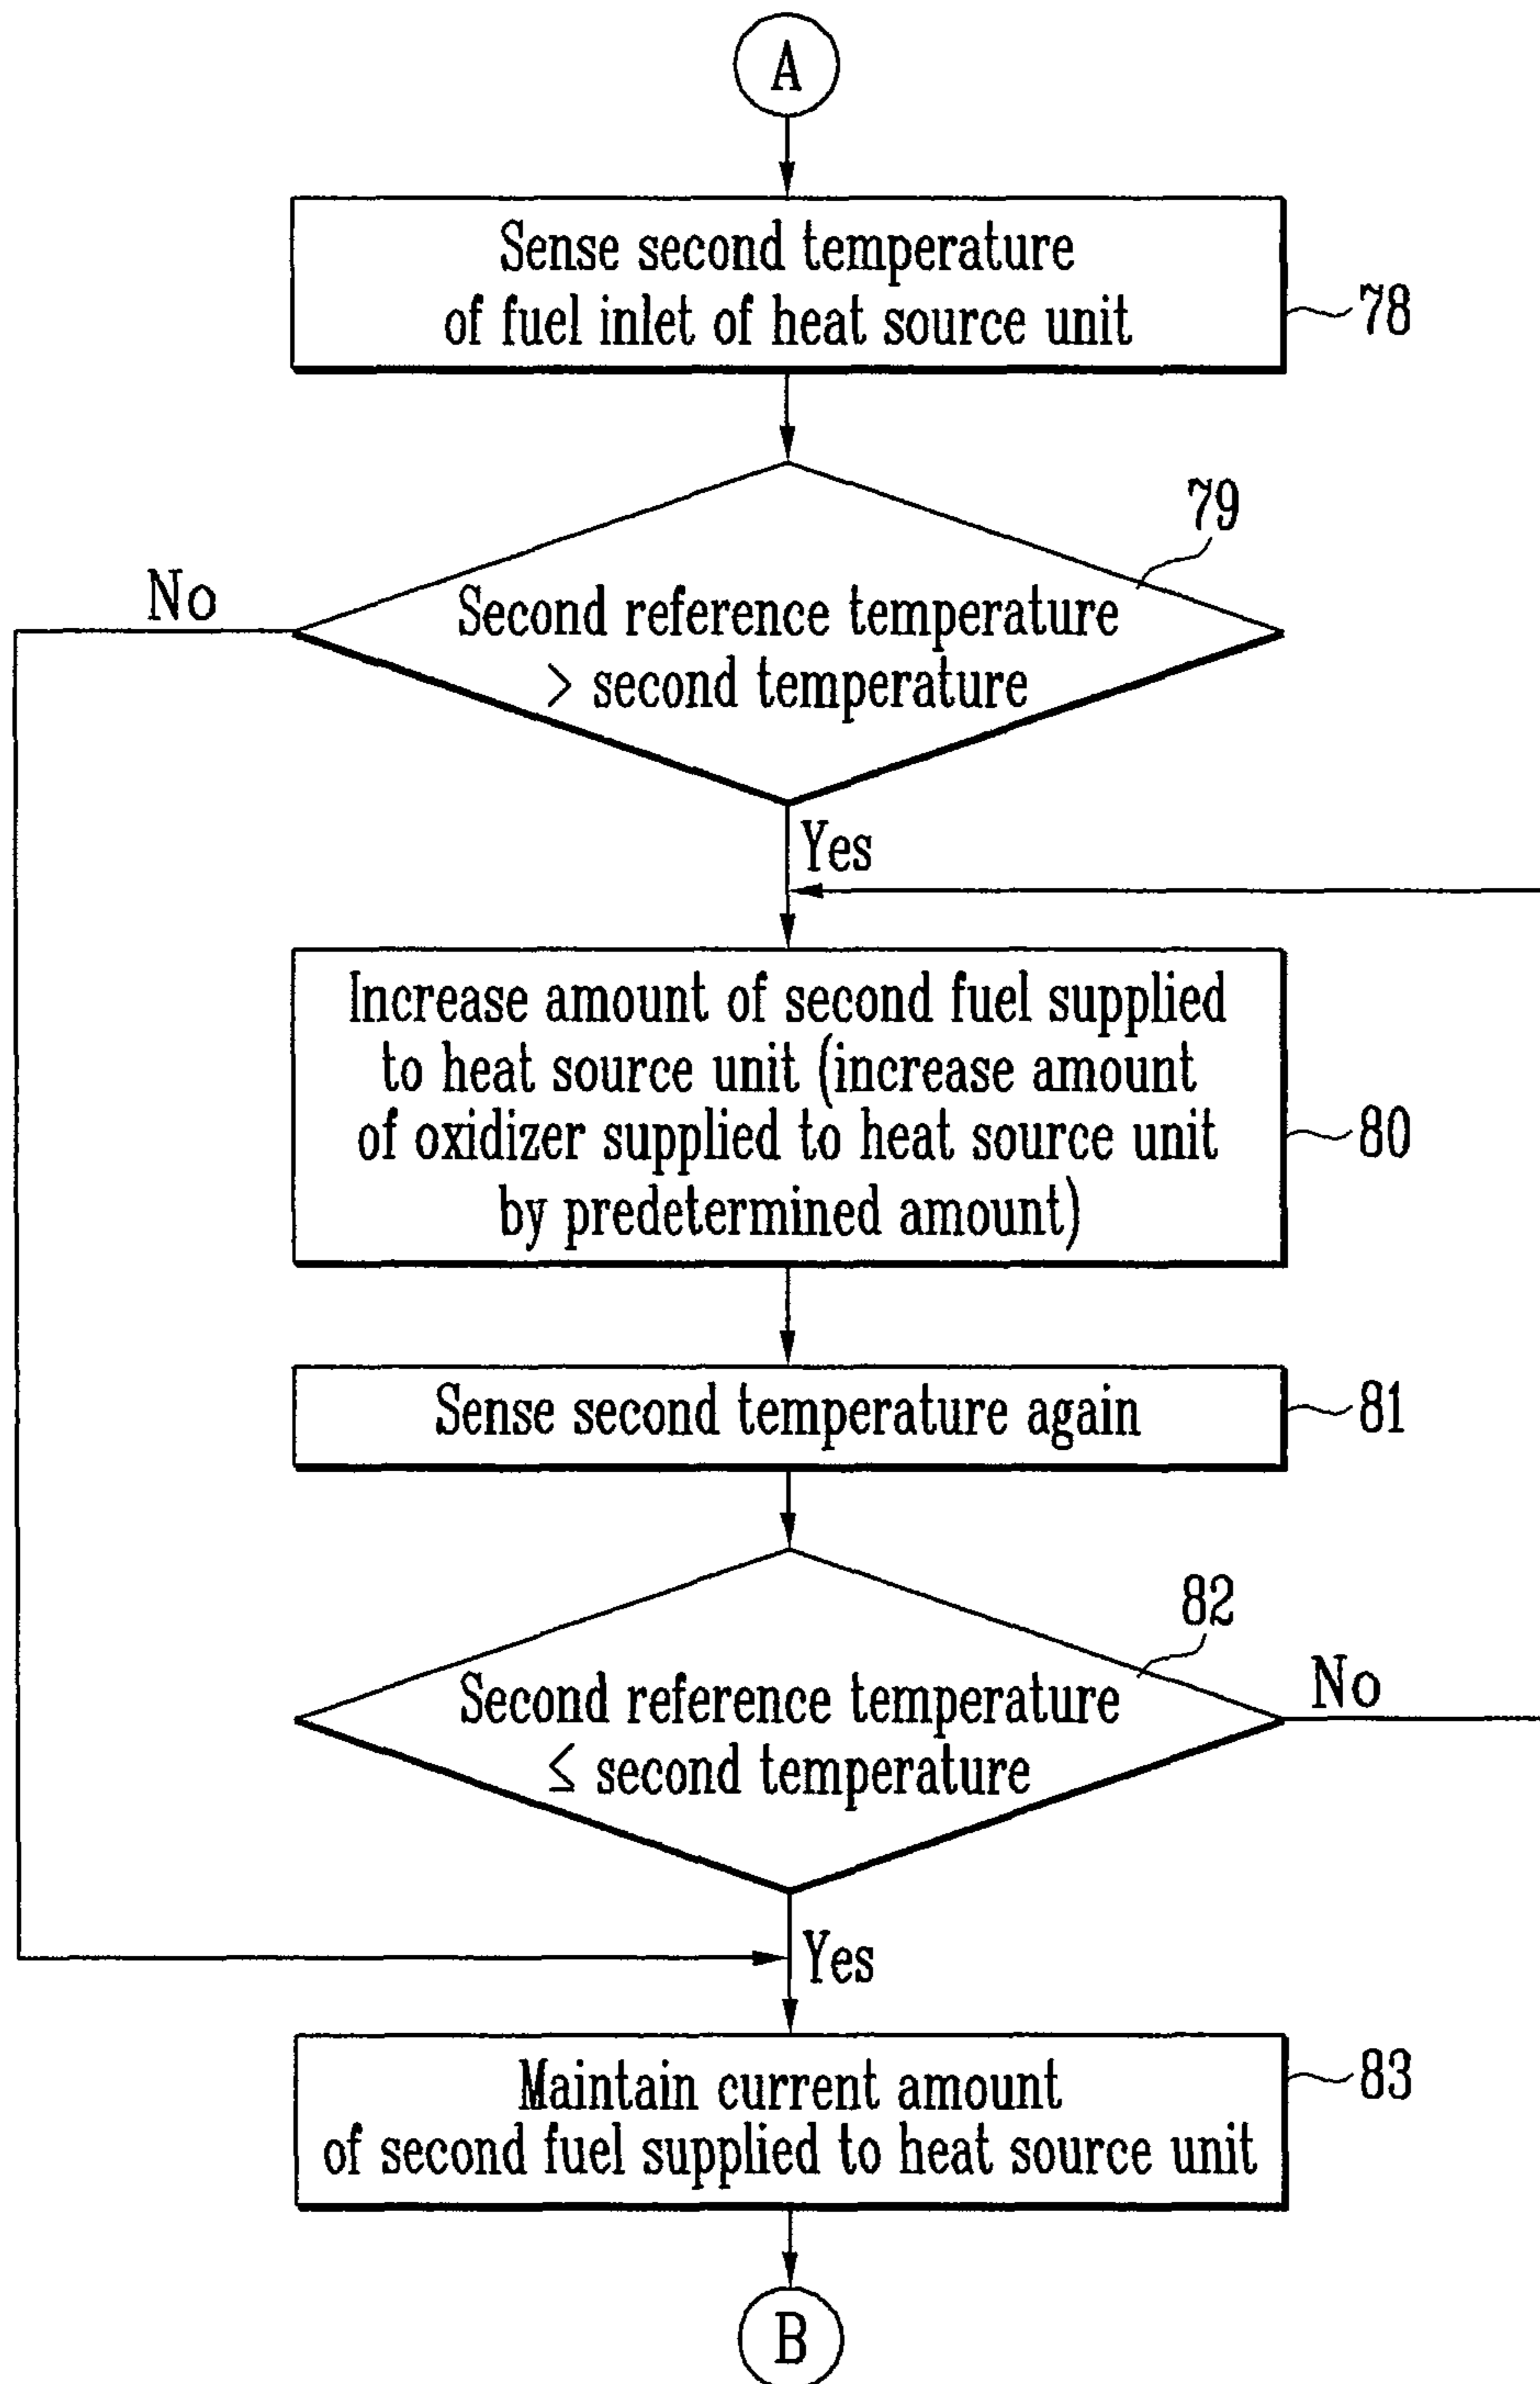 A
Sense second temperature
of fuel inlet of heat source unit
78
79
No
Second reference temperature
> second temperature
Yes
Increase amount of second fuel supplied
to heat source unit (increase amount
of oxidizer supplied to heat source unit
by predetermined amount)
80
Sense second temperature again
81
82
No
Second reference temperature
≤ second temperature
Yes
Maintain current amount
of second fuel supplied to heat source unit
83
B